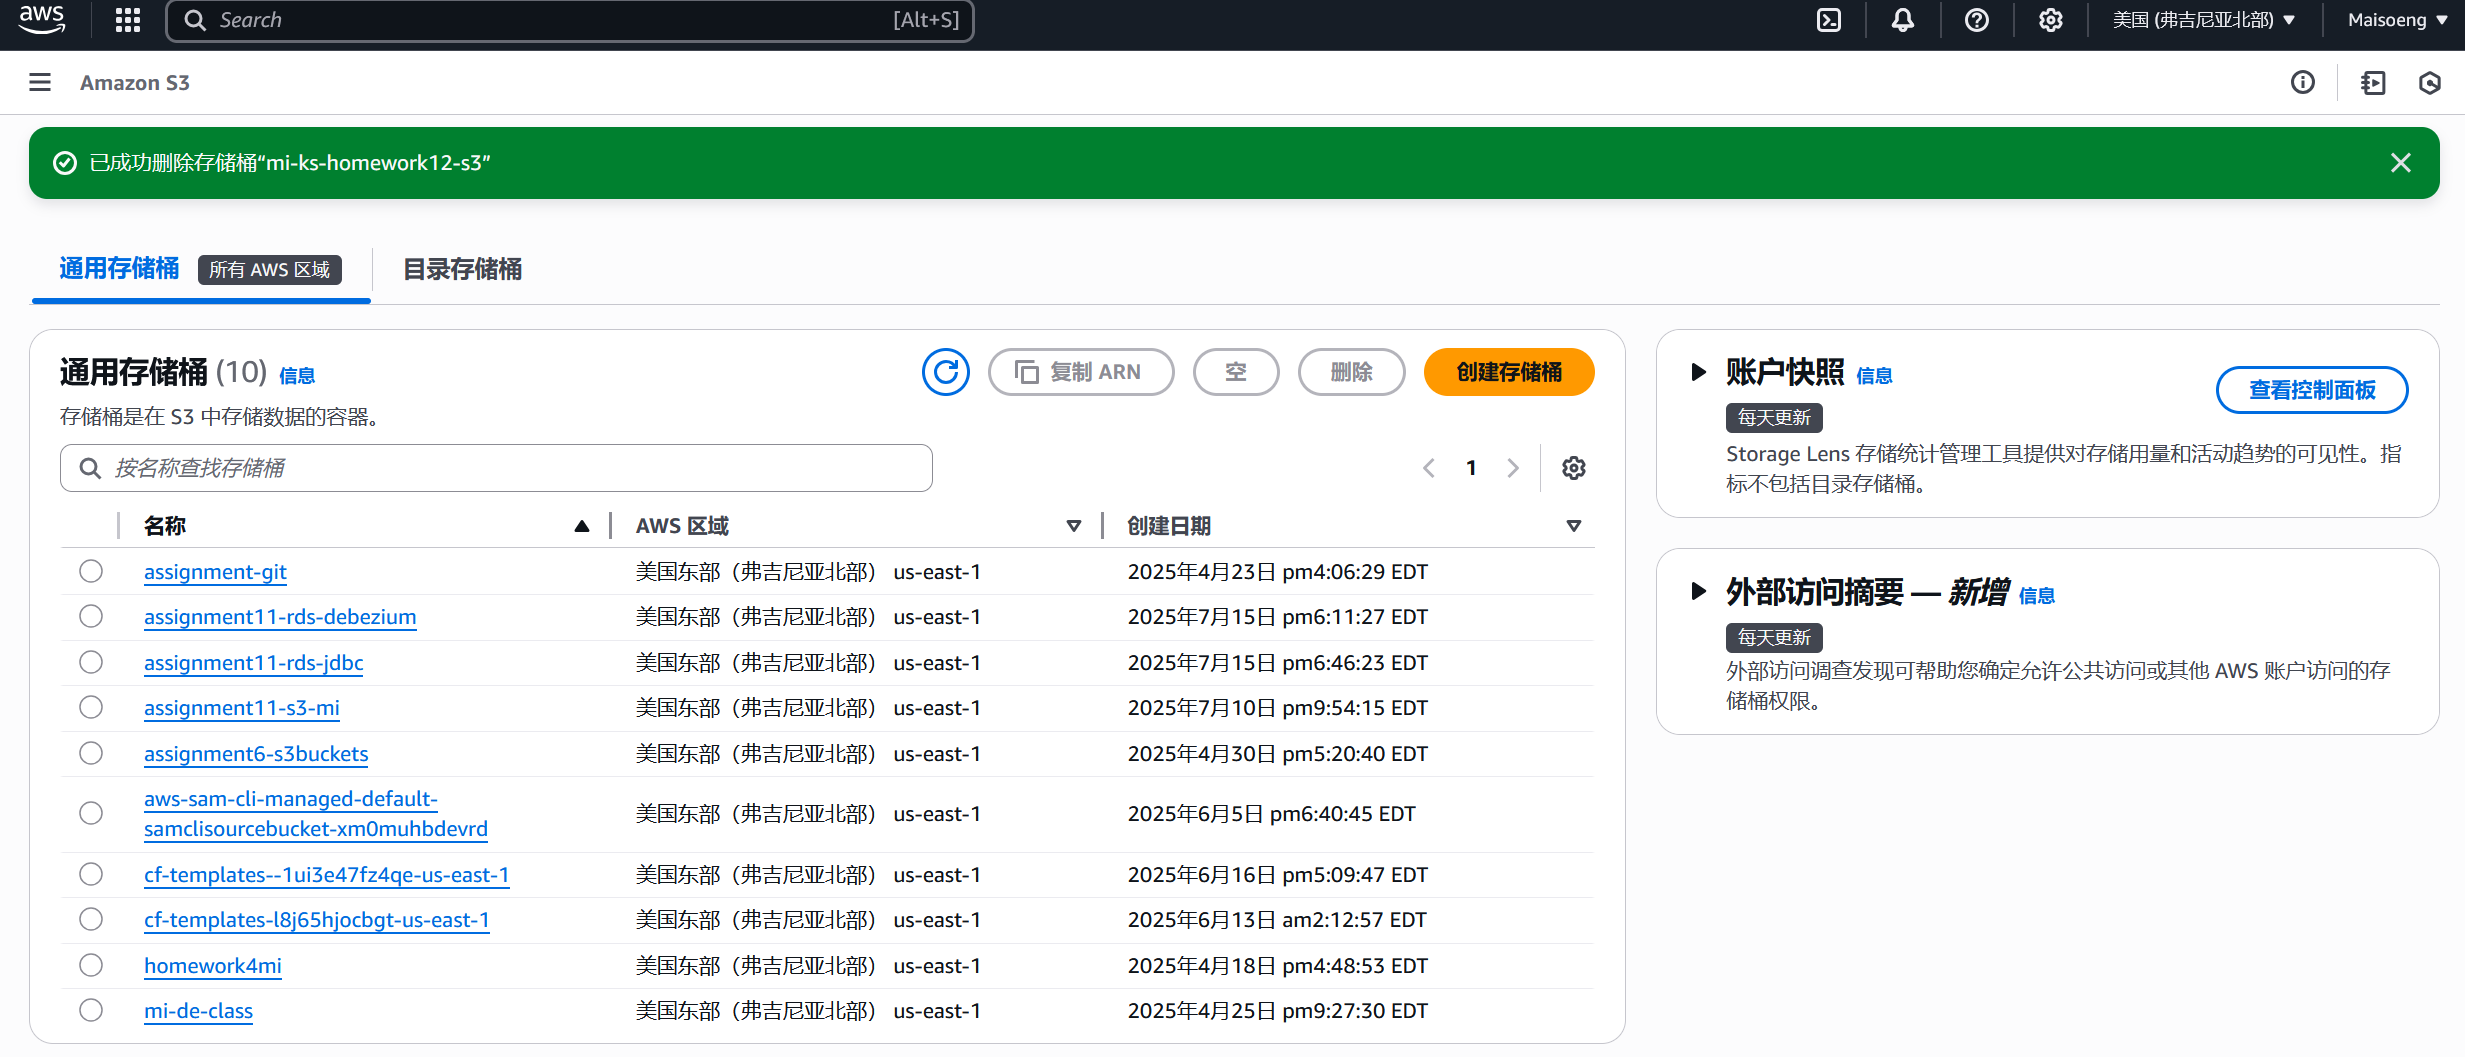 aws
Search
[Alt+S]
美国 (弗吉尼亚北部)
Maisoeng
Amazon S3
已成功删除存储桶“mi-ks-homework12-s3”
通用存储桶
所有 AWS 区域
目录存储桶
通用存储桶 (10) 信息
复制 ARN
空
删除
创建存储桶
存储桶是在 S3 中存储数据的容器。
按名称查找存储桶
1
名称
AWS 区域
创建日期
assignment-git 美国东部（弗吉尼亚北部） us-east-1 2025年4月23日 pm4:06:29 EDT
assignment11-rds-debezium 美国东部（弗吉尼亚北部） us-east-1 2025年7月15日 pm6:11:27 EDT
assignment11-rds-jdbc 美国东部（弗吉尼亚北部） us-east-1 2025年7月15日 pm6:46:23 EDT
assignment11-s3-mi 美国东部（弗吉尼亚北部） us-east-1 2025年7月10日 pm9:54:15 EDT
assignment6-s3buckets 美国东部（弗吉尼亚北部） us-east-1 2025年4月30日 pm5:20:40 EDT
aws-sam-cli-managed-default-
samclisourcebucket-xm0muhbdevrd 美国东部（弗吉尼亚北部） us-east-1 2025年6月5日 pm6:40:45 EDT
cf-templates--1ui3e47fz4qe-us-east-1 美国东部（弗吉尼亚北部） us-east-1 2025年6月16日 pm5:09:47 EDT
cf-templates-l8j65hjocbgt-us-east-1 美国东部（弗吉尼亚北部） us-east-1 2025年6月13日 am2:12:57 EDT
homework4mi 美国东部（弗吉尼亚北部） us-east-1 2025年4月18日 pm4:48:53 EDT
mi-de-class 美国东部（弗吉尼亚北部） us-east-1 2025年4月25日 pm9:27:30 EDT
账户快照 信息
每天更新
查看控制面板
Storage Lens 存储统计管理工具提供对存储用量和活动趋势的可见性。指
标不包括目录存储桶。
外部访问摘要 — 新增 信息
每天更新
外部访问调查发现可帮助您确定允许公共访问或其他 AWS 账户访问的存
储桶权限。